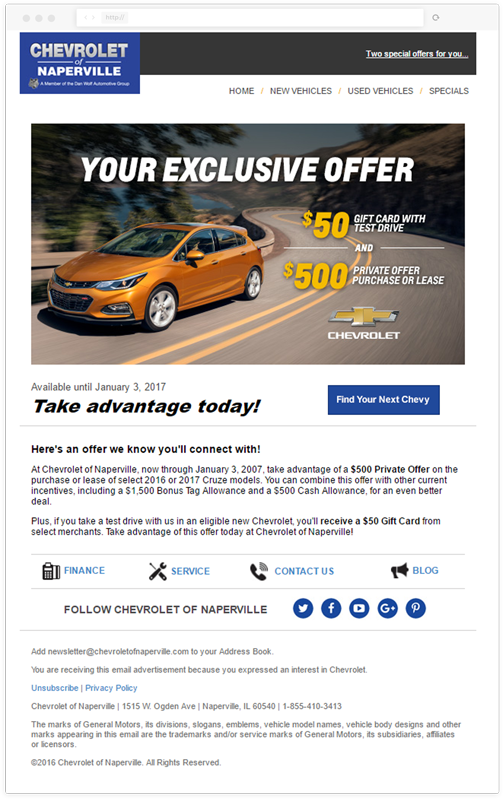 http://
CHEVROLET
of
NAPERVILLE
A Member of the Dan Wolf Automotive Group
Two special offers for you...
HOME / NEW VEHICLES / USED VEHICLES / SPECIALS
YOUR EXCLUSIVE OFFER
$50 GIFT CARD WITH
TEST DRIVE
AND
$500 PRIVATE OFFER
PURCHASE OR LEASE
CHEVROLET
Available until January 3, 2017
Take advantage today!
Find Your Next Chevy
Here's an offer we know you'll connect with!
At Chevrolet of Naperville, now through January 3, 2007, take advantage of a $500 Private Offer on the
purchase or lease of select 2016 or 2017 Cruze models. You can combine this offer with other current
incentives, including a $1,500 Bonus Tag Allowance and a $500 Cash Allowance, for an even better
deal.
Plus, if you take a test drive with us in an eligible new Chevrolet, you'll receive a $50 Gift Card from
select merchants. Take advantage of this offer today at Chevrolet of Naperville!
FINANCE SERVICE CONTACT US BLOG
FOLLOW CHEVROLET OF NAPERVILLE
Add newsletter@chevroletofnaperville.com to your Address Book.
You are receiving this email advertisement because you expressed an interest in Chevrolet.
Unsubscribe | Privacy Policy
Chevrolet of Naperville | 1515 W. Ogden Ave | Naperville, IL 60540 | 1-855-410-3413
The marks of General Motors, its divisions, slogans, emblems, vehicle model names, vehicle body designs and other
marks appearing in this email are the trademarks and/or service marks of General Motors, its subsidiaries, affiliates
or licensors.
©2016 Chevrolet of Naperville. All Rights Reserved.